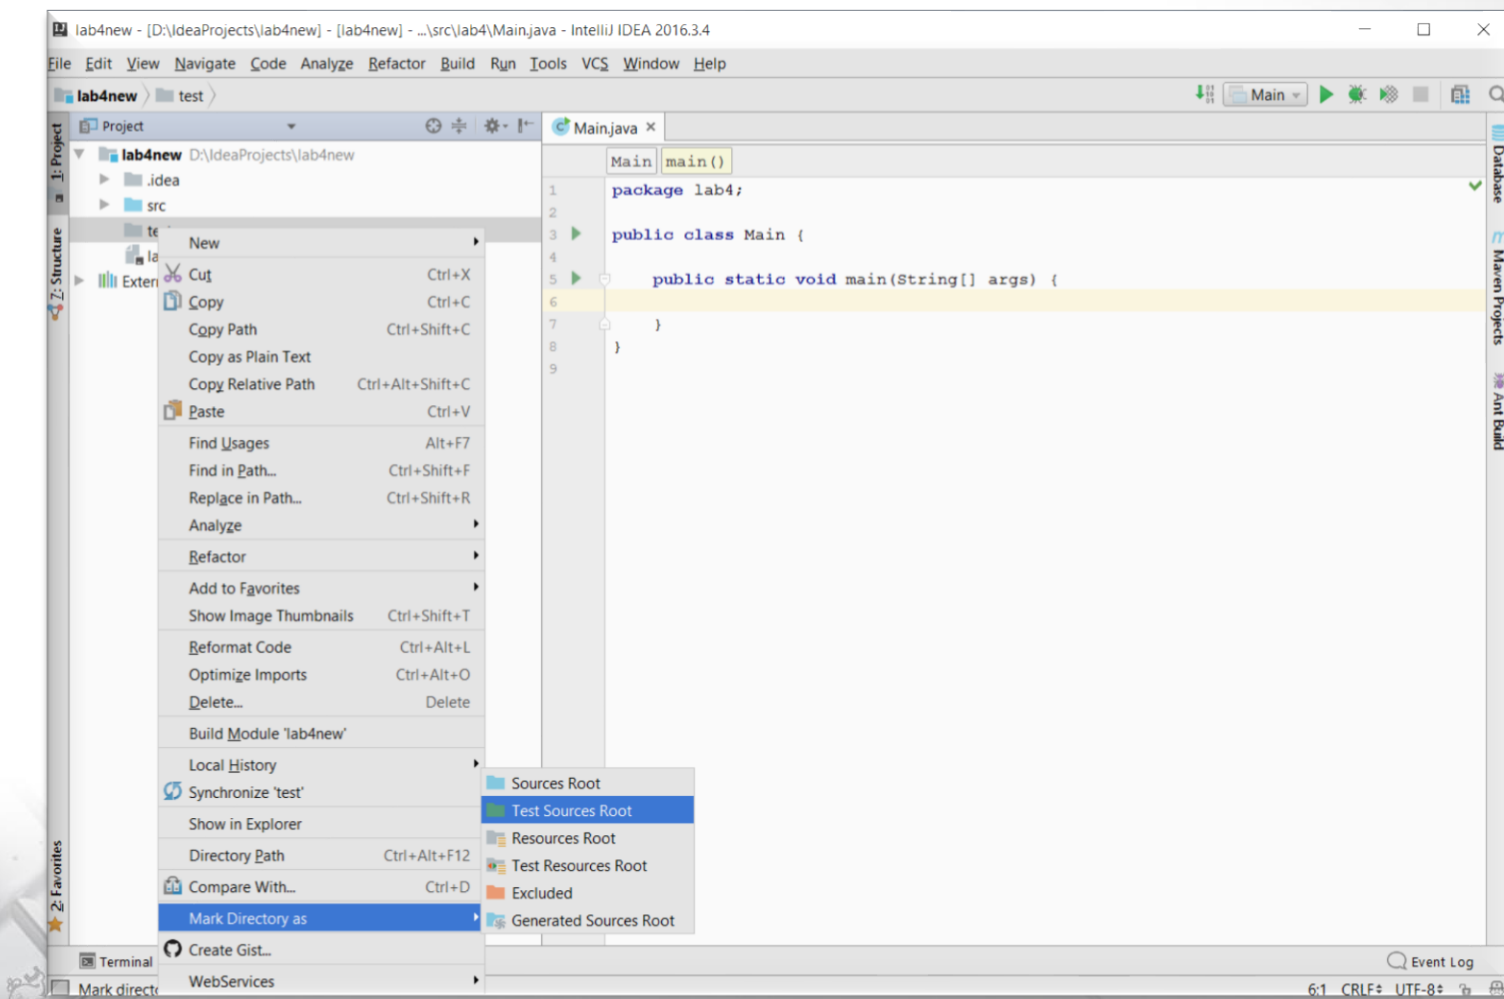 lab4new - [D:\IdeaProjects\lab4new] - [lab4new] - ...\src\lab4\Main.java - IntelliJ IDEA 2016.3.4
File Edit View Navigate Code Analyze Refactor Build Run Tools VCS Window Help
lab4new test
Main
Project
Main.java
1: Project
Z: Structure
2: Favorites
lab4new D:\IdeaProjects\lab4new
.idea
src
Main main()
1 package lab4;
2
3 public class Main {
4
5 public static void main(String[] args) {
6
7 }
8 }
9
New
Cut Ctrl+X
Copy Ctrl+C
Copy Path Ctrl+Shift+C
Copy as Plain Text
Copy Relative Path Ctrl+Alt+Shift+C
Paste Ctrl+V
Find Usages Alt+F7
Find in Path... Ctrl+Shift+F
Replace in Path... Ctrl+Shift+R
Analyze
Refactor
Add to Favorites
Show Image Thumbnails Ctrl+Shift+T
Reformat Code Ctrl+Alt+L
Optimize Imports Ctrl+Alt+O
Delete... Delete
Build Module 'lab4new'
Local History
Synchronize 'test'
Show in Explorer
Directory Path Ctrl+Alt+F12
Compare With... Ctrl+D
Mark Directory as
Create Gist...
WebServices
Sources Root
Test Sources Root
Resources Root
Test Resources Root
Excluded
Generated Sources Root
Database
Maven Projects
Ant Build
Terminal
Event Log
Mark
6:1 CRLF UTF-8